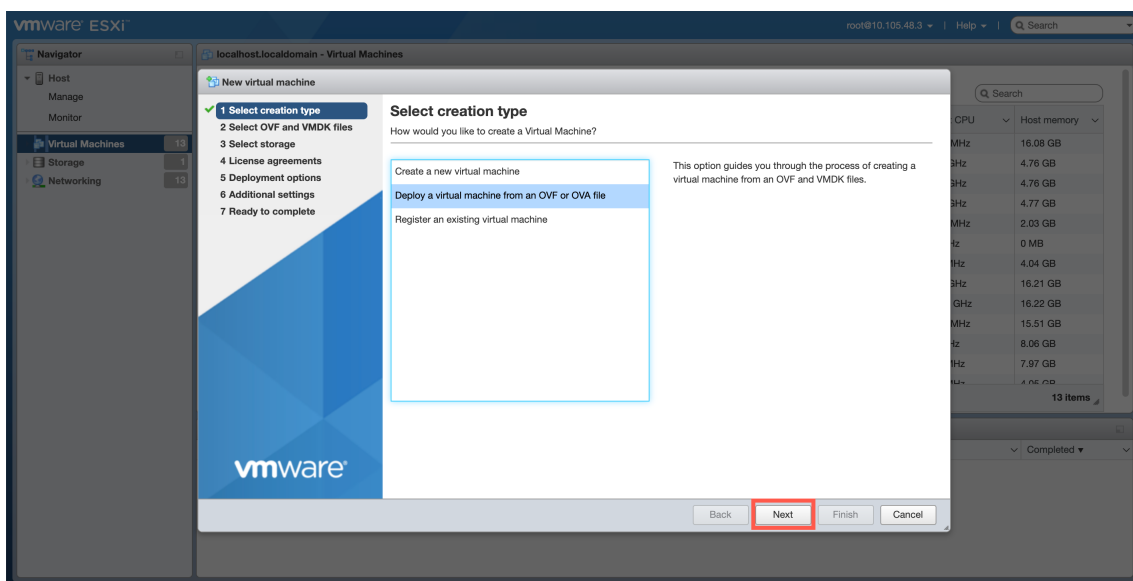 vmware ESXi™
root@10.105.48.3
Help
Search
Navigator
Host
Manage
Monitor
Virtual Machines 13
Storage 1
Networking 13
localhost.localdomain - Virtual Machines
Search
CPU Host memory
MHz 16.08 GB
GHz 4.76 GB
GHz 4.76 GB
GHz 4.77 GB
MHz 2.03 GB
Hz 0 MB
MHz 4.04 GB
GHz 16.21 GB
GHz 16.22 GB
MHz 15.51 GB
Hz 8.06 GB
MHz 7.97 GB
4.05 GB
13 items
Completed
New virtual machine
1 Select creation type
2 Select OVF and VMDK files
3 Select storage
4 License agreements
5 Deployment options
6 Additional settings
7 Ready to complete
vmware®
Select creation type
How would you like to create a Virtual Machine?
Create a new virtual machine
Deploy a virtual machine from an OVF or OVA file
Register an existing virtual machine
This option guides you through the process of creating a
virtual machine from an OVF and VMDK files.
Back Next Finish Cancel